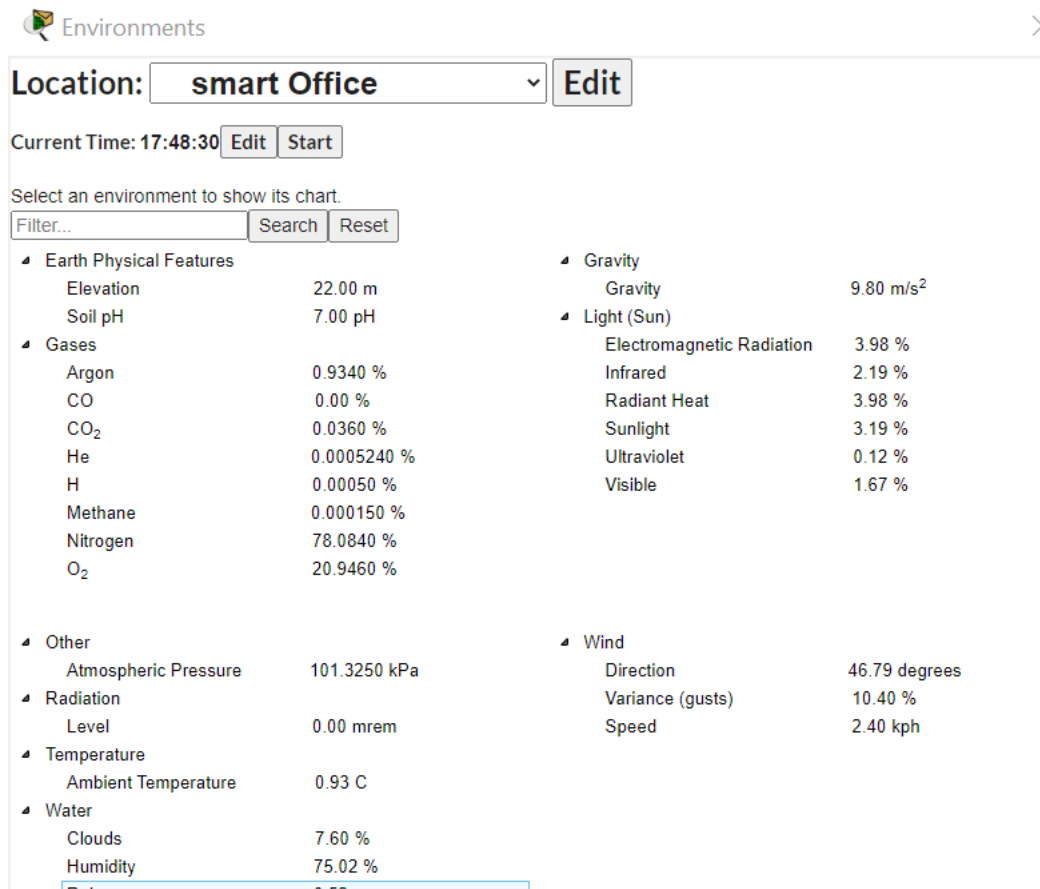 Environments
Location: smart Office Edit
Current Time: 17:48:30 Edit Start
Select an environment to show its chart.
Filter... Search Reset
Earth Physical Features
Elevation 22.00 m
Soil pH 7.00 pH
Gases
Argon 0.9340 %
CO 0.00 %
CO₂ 0.0360 %
He 0.0005240 %
H 0.00050 %
Methane 0.000150 %
Nitrogen 78.0840 %
O₂ 20.9460 %
Gravity
Gravity 9.80 m/s²
Light (Sun)
Electromagnetic Radiation 3.98 %
Infrared 2.19 %
Radiant Heat 3.98 %
Sunlight 3.19 %
Ultraviolet 0.12 %
Visible 1.67 %
Other
Atmospheric Pressure 101.3250 kPa
Radiation
Level 0.00 mrem
Temperature
Ambient Temperature 0.93 C
Water
Clouds 7.60 %
Humidity 75.02 %
Wind
Direction 46.79 degrees
Variance (gusts) 10.40 %
Speed 2.40 kph